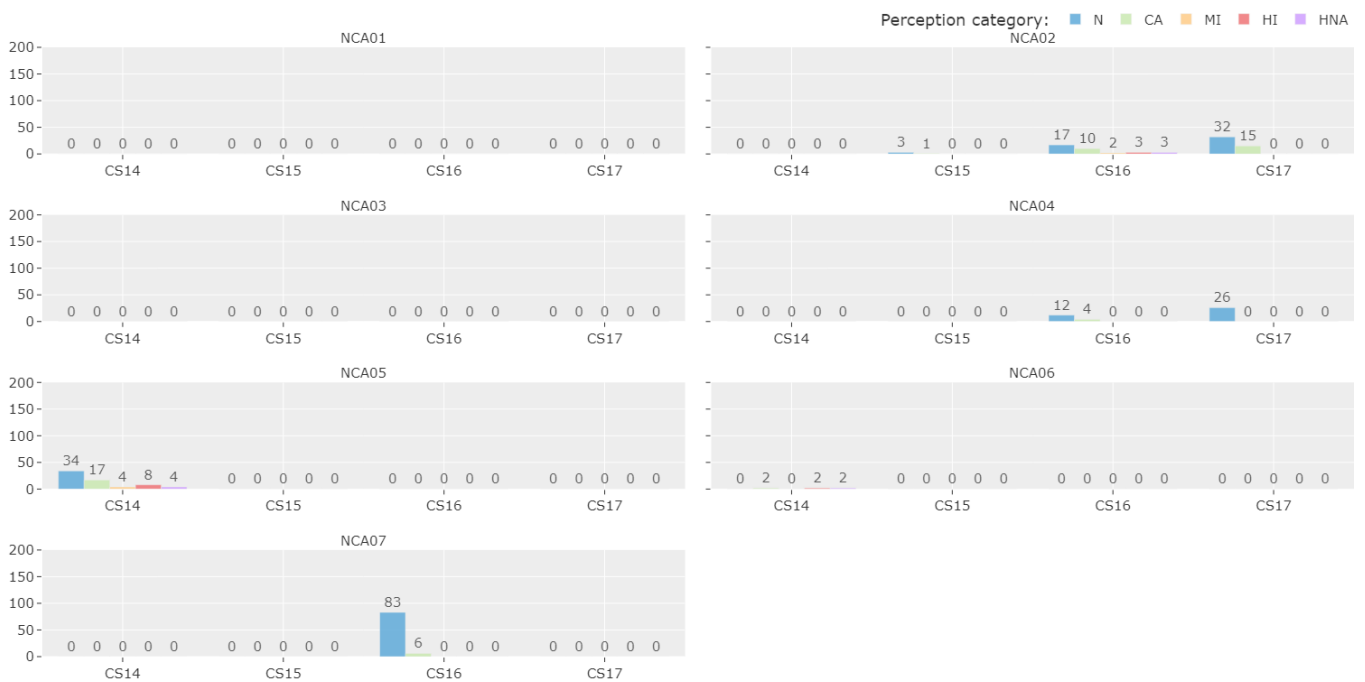 Perception category: N CA MI HI HNA
NCA01 NCA02
200
150
100
50
0
0 0 0 0 0 0 0 0 0 0 0 0 0 0 0 0 0 0 0 0
CS14 CS15 CS16 CS17
0 0 0 0 0 3 1 0 0 0 17 10 2 3 3 32 15 0 0 0
CS14 CS15 CS16 CS17
NCA03 NCA04
200
150
100
50
0
0 0 0 0 0 0 0 0 0 0 0 0 0 0 0 0 0 0 0 0
CS14 CS15 CS16 CS17
0 0 0 0 0 0 0 0 0 0 12 4 0 0 0 26 0 0 0 0
CS14 CS15 CS16 CS17
NCA05 NCA06
200
150
100
50
0
34 17 4 8 4 0 0 0 0 0 0 0 0 0 0 0 0 0 0 0
CS14 CS15 CS16 CS17
0 2 0 2 2 0 0 0 0 0 0 0 0 0 0 0 0 0 0 0
CS14 CS15 CS16 CS17
NCA07
200
150
100
50
0
0 0 0 0 0 0 0 0 0 0 83 6 0 0 0 0 0 0 0 0
CS14 CS15 CS16 CS17